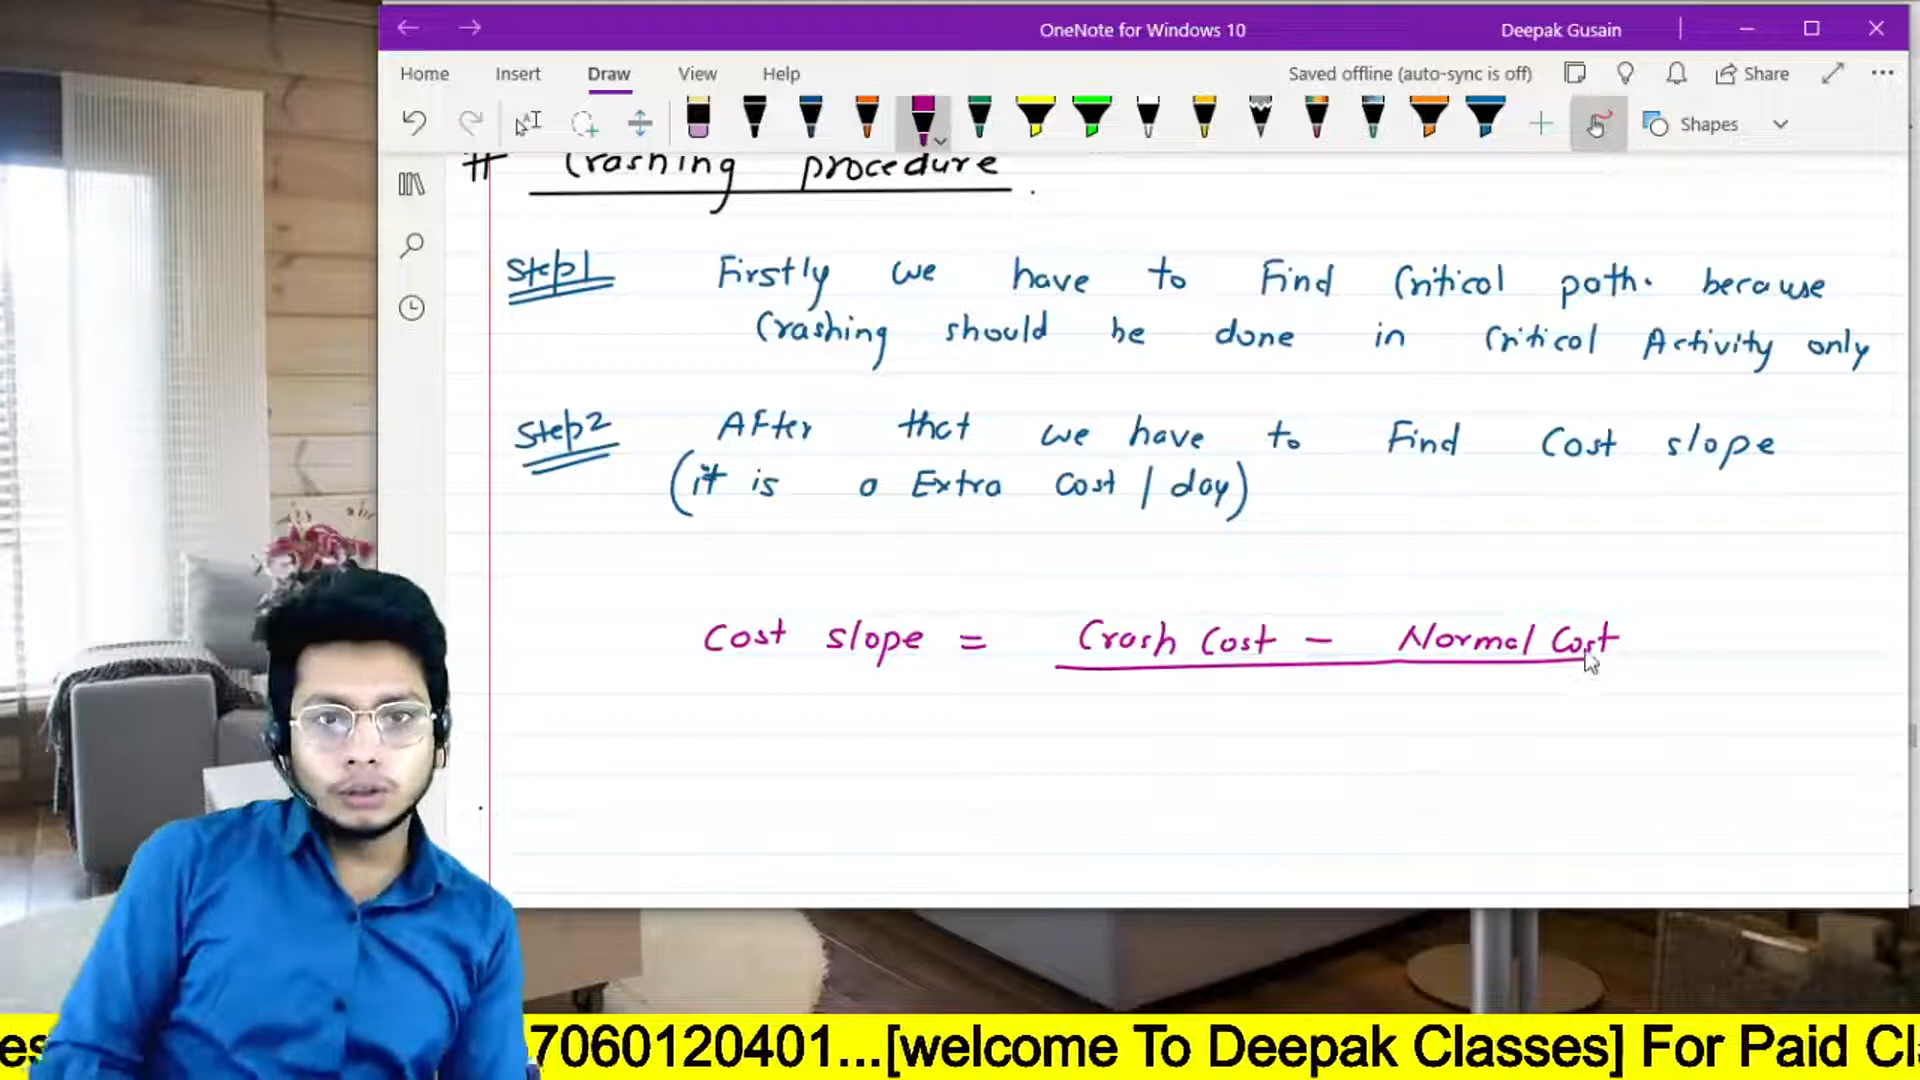 OneNote for Windows 10
Deepak Gusain
Home Insert Draw View Help
Saved offline (auto-sync is off)
Share
Shapes
# Crashing procedure.
Step1 Firstly we have to Find Critical path. because
Crashing should be done in Critical Activity only
Step2 After that we have to Find Cost slope
(it is a Extra Cost / day)
Cost slope = Crash Cost - Normal Cost
es 7060120401...[welcome To Deepak Classes] For Paid Cl